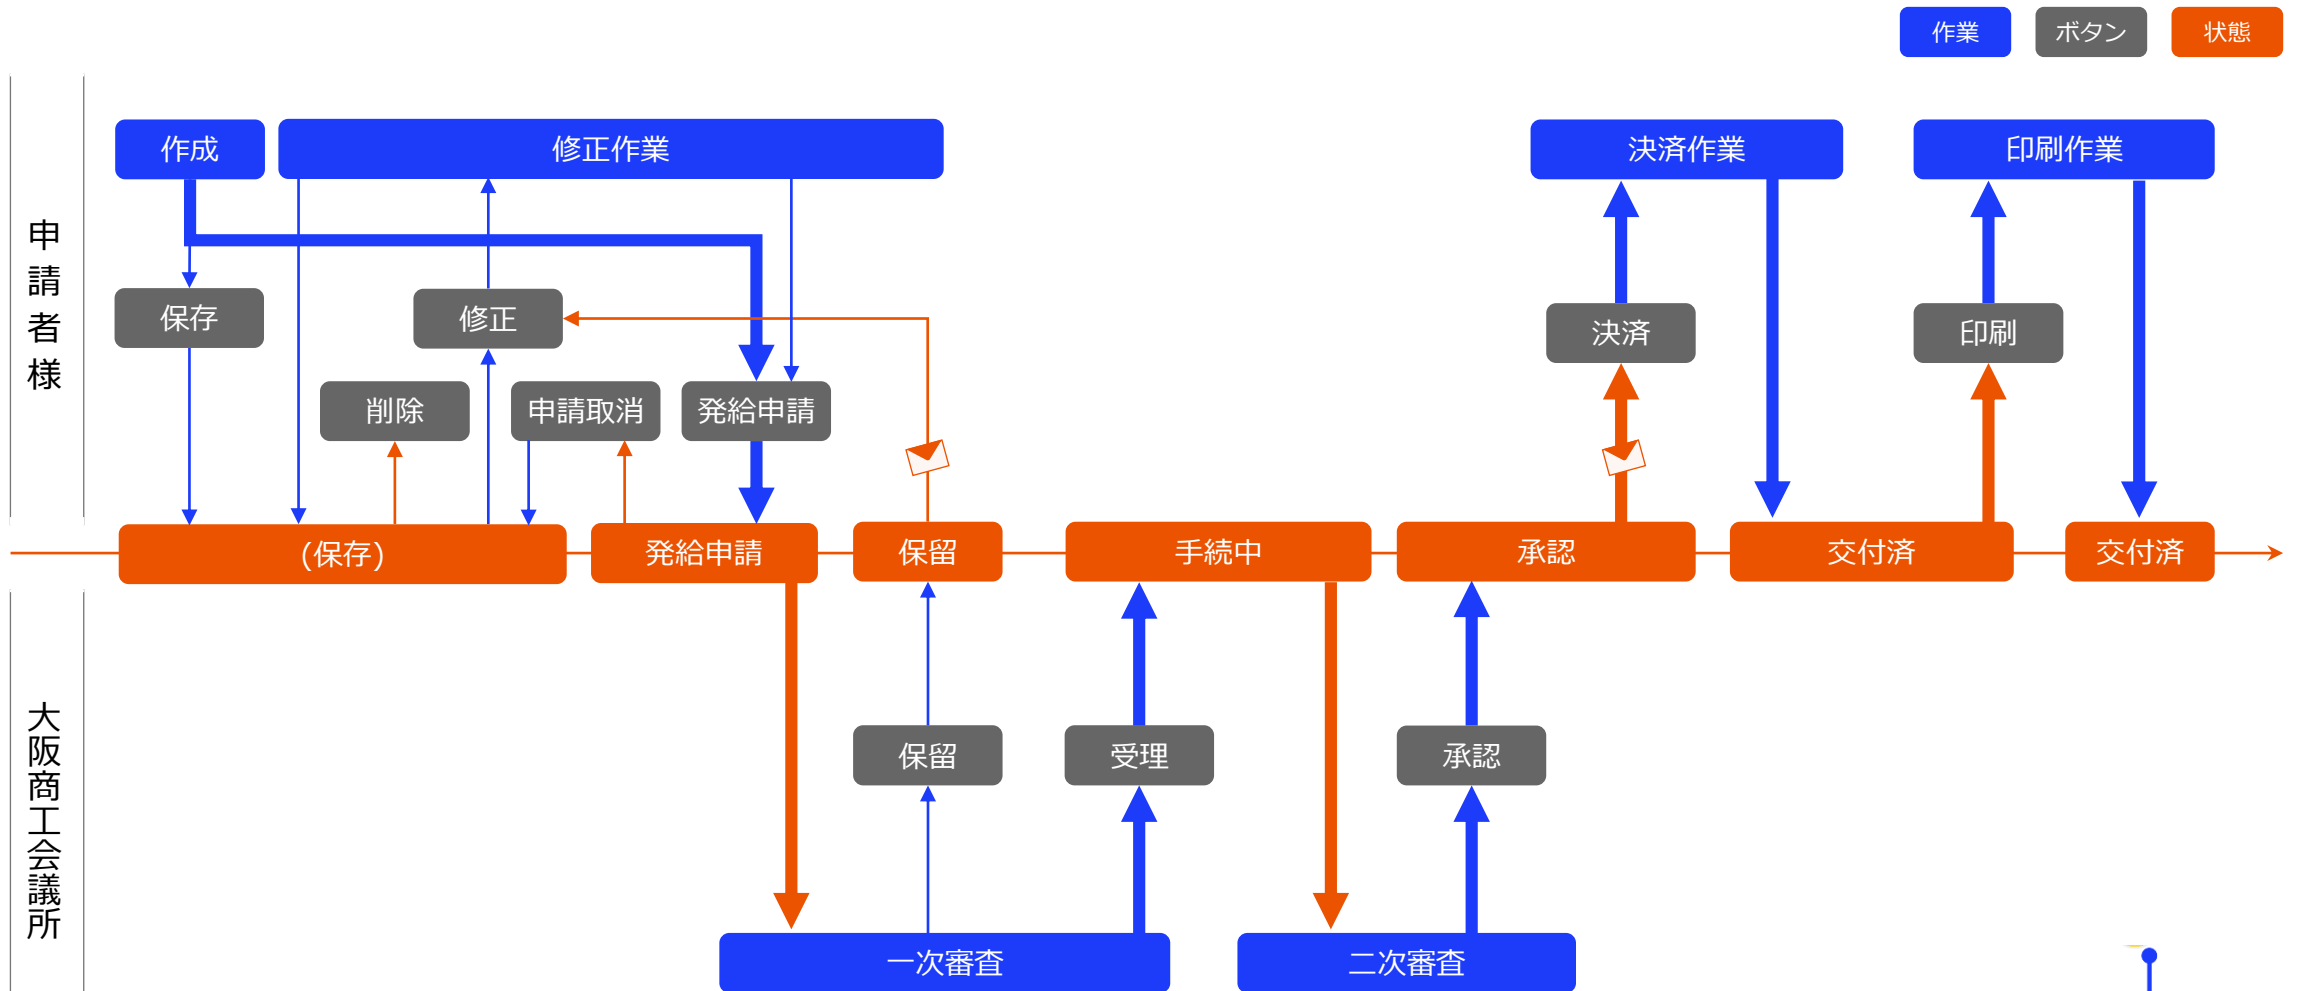 作業
ボタン
状態
申請者様
作成
修正作業
決済作業
印刷作業
保存
修正
決済
印刷
削除
申請取消
発給申請
(保存)
発給申請
保留
手続中
承認
交付済
交付済
大阪商工会議所
保留
受理
承認
一次審査
二次審査